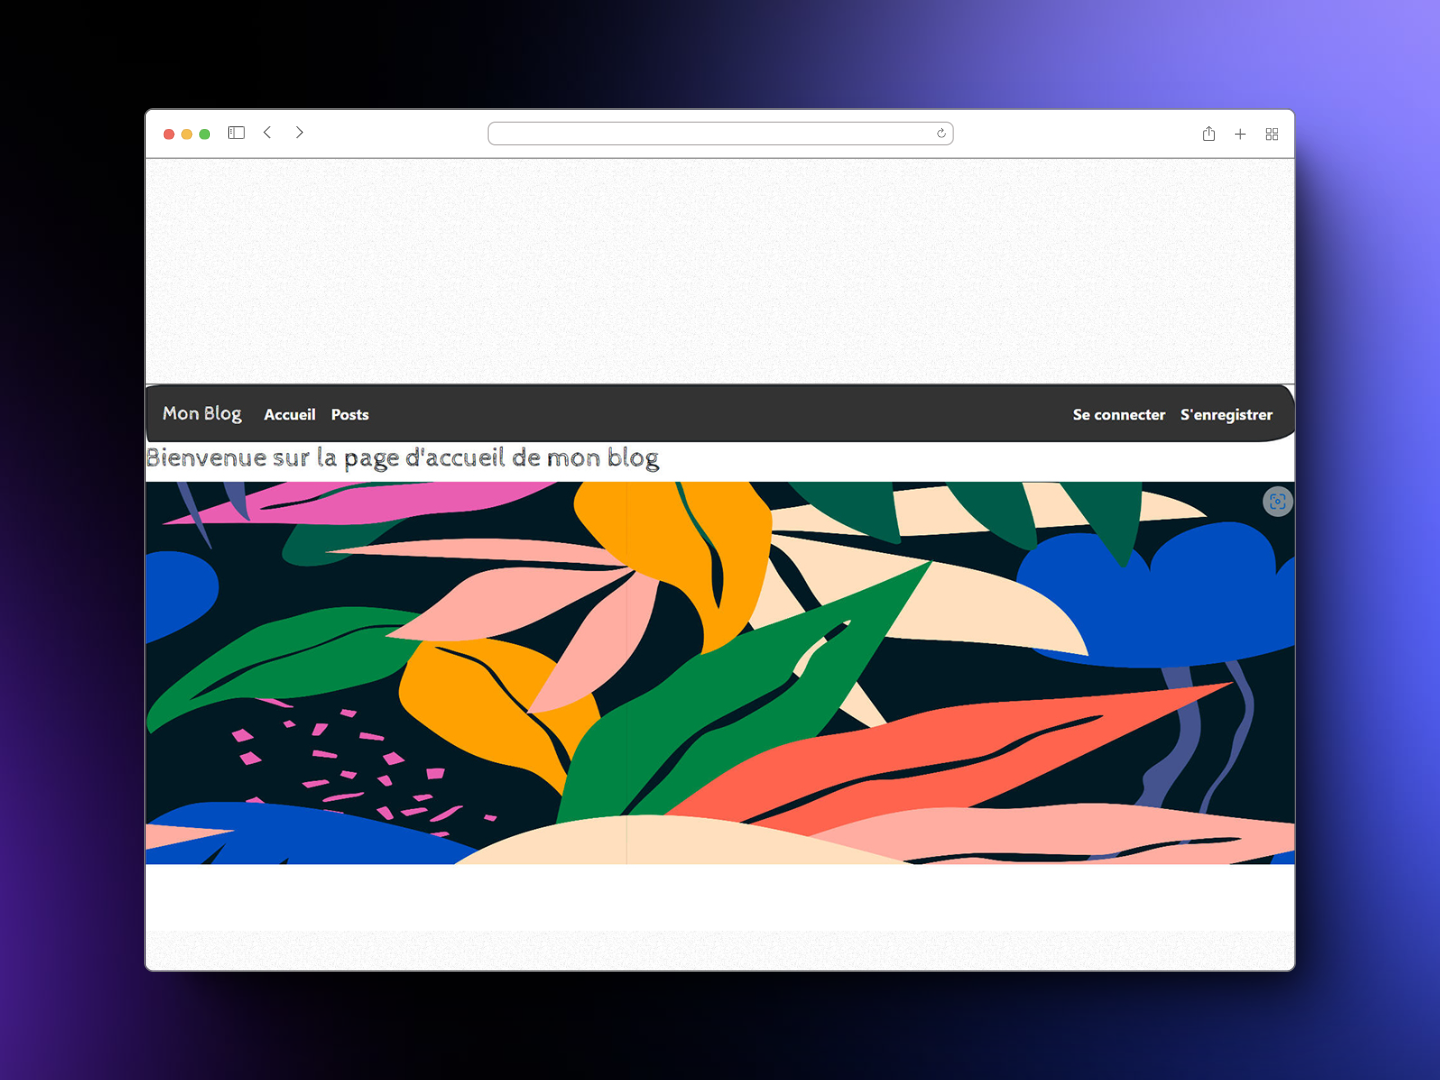 Mon Blog Accueil Posts Se connecter S'enregistrer
Bienvenue sur la page d'accueil de mon blog